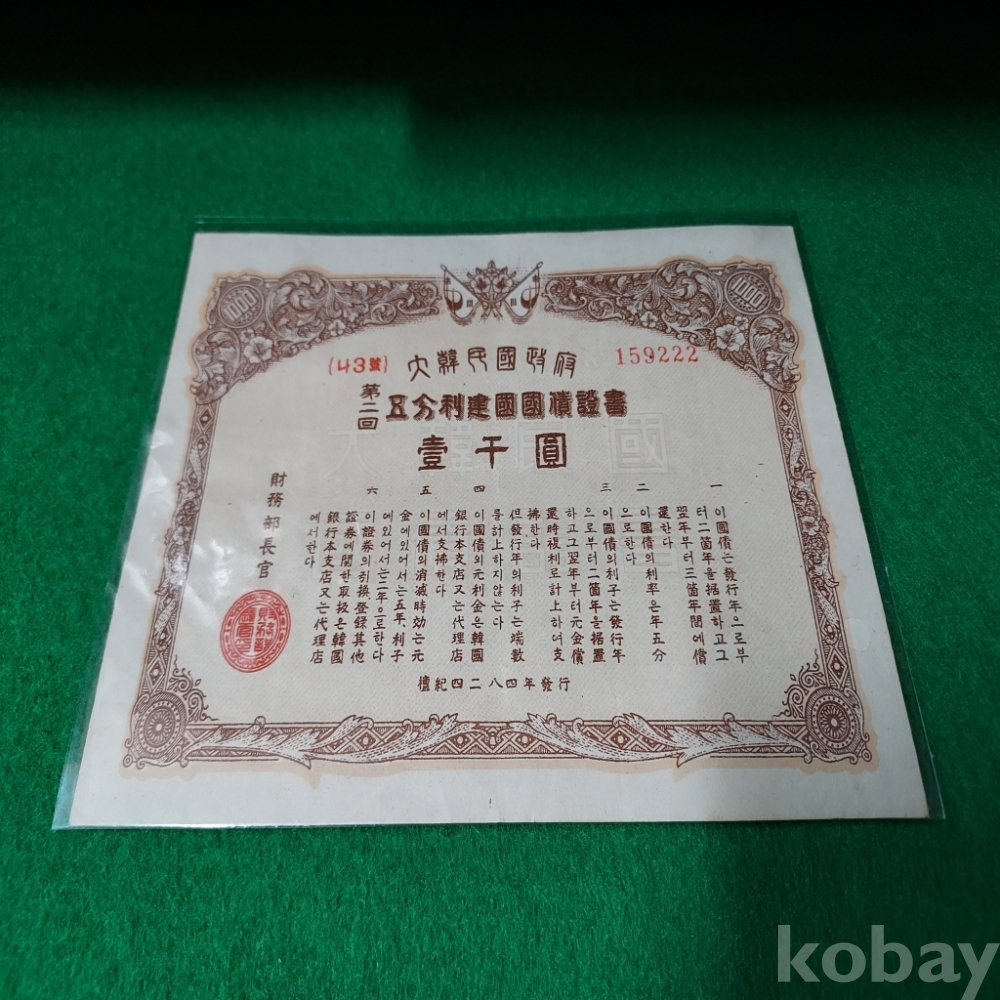 1000
1000
(43號)
大韓民國政府
159222
第二回
五分利建國國債證書
壹千圓
大韓民國
一 이國債는發行年으로부
터二箇年을据置하고그
翌年부터三箇年間에償
還한다
二 이國債의利率은年五分
으로한다
三 이國債의利子는發行年
으로부터二箇年을据置
하고그翌年부터元金償
還時複利로計上하여支
拂한다
但發行年의利子는端數
를計上하지않는다
四 이國債의元利金은韓國
銀行本支店又는代理店
에서支拂한다
五 이國債의消滅時効는元
金에있어서는五年、利子
에있어서는二年으로한다
六 이證券의引換登録其他
證券에関한取扱은韓國
銀行本支店又는代理店
에서한다
財務部長官
檀紀四二八四年發行
kobay